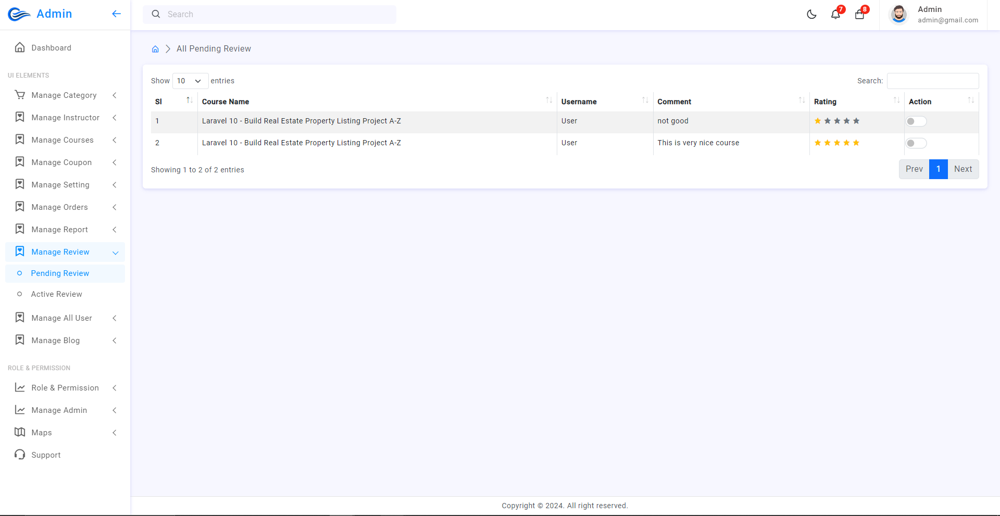 Admin
Search
7
8
Admin
admin@gmail.com
Dashboard
UI ELEMENTS
Manage Category
Manage Instructor
Manage Courses
Manage Coupon
Manage Setting
Manage Orders
Manage Report
Manage Review
Pending Review
Active Review
Manage All User
Manage Blog
ROLE & PERMISSION
Role & Permission
Manage Admin
Maps
Support
All Pending Review
Show 10 entries
Search:
Sl Course Name Username Comment Rating Action
1 Laravel 10 - Build Real Estate Property Listing Project A-Z User not good
2 Laravel 10 - Build Real Estate Property Listing Project A-Z User This is very nice course
Showing 1 to 2 of 2 entries
Prev 1 Next
Copyright © 2024. All right reserved.